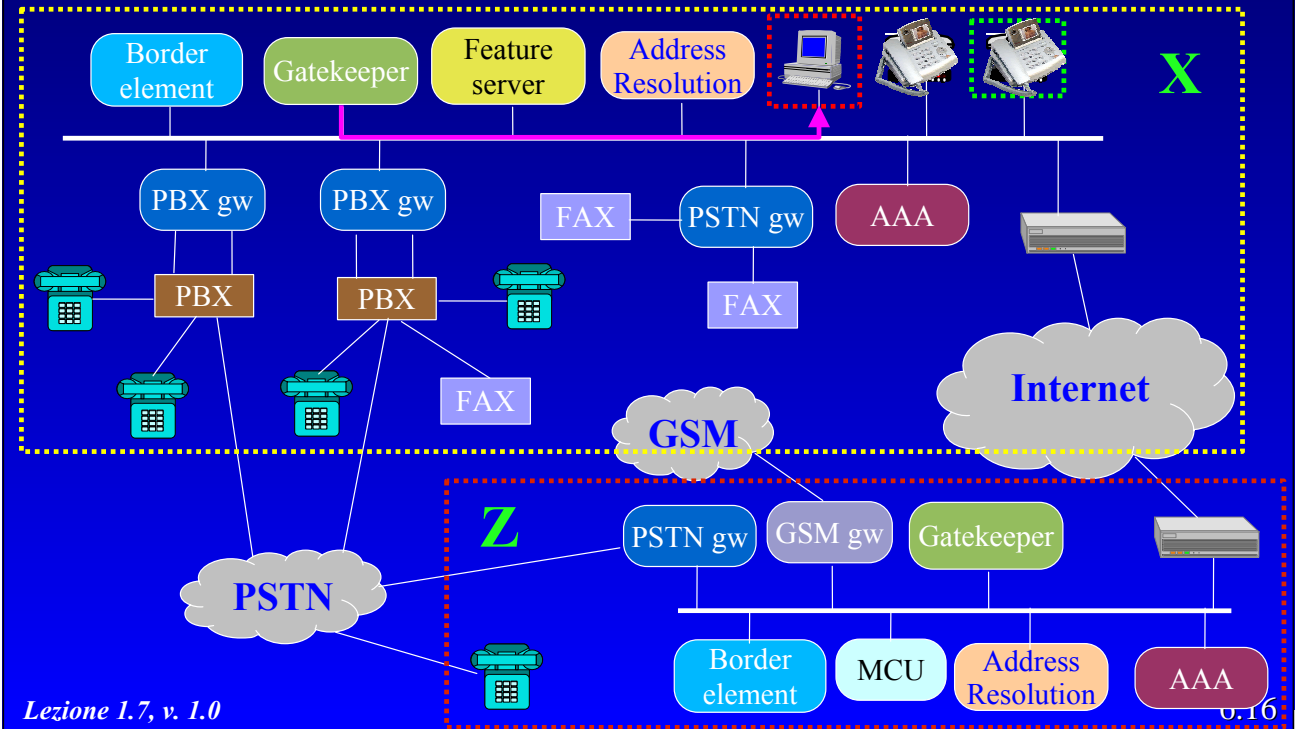 Border
element
Gatekeeper
Feature
server
Address
Resolution
X
PBX gw
PBX gw
FAX
PSTN gw
AAA
PBX
PBX
FAX
FAX
Internet
GSM
Z
PSTN gw
GSM gw
Gatekeeper
PSTN
Border
element
MCU
Address
Resolution
AAA
Lezione 1.7, v. 1.0
6.16